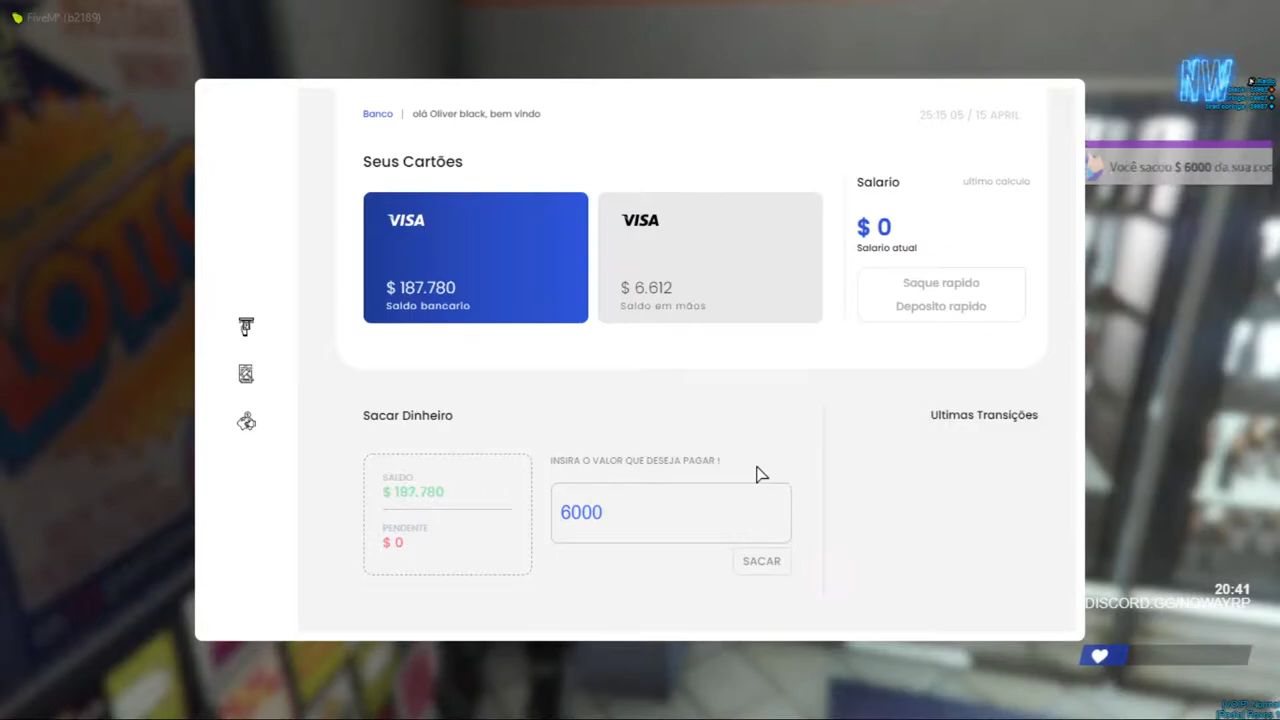 FiveM® (b2189)
Banco | olá Oliver black, bem vindo
25:15 05 / 15 APRIL
Seus Cartões
VISA
$ 187.780
Saldo bancario
VISA
$ 6.612
Saldo em mãos
Salario
ultimo calculo
$ 0
Salario atual
Saque rapido
Deposito rapido
NW
Você sacou $ 6000 da sua
Sacar Dinheiro
SALDO
$ 187.780
PENDENTE
$ 0
INSIRA O VALOR QUE DESEJA PAGAR !
6000
SACAR
Ultimas Transições
20:41
DISCORD.GG/NOWAYRP